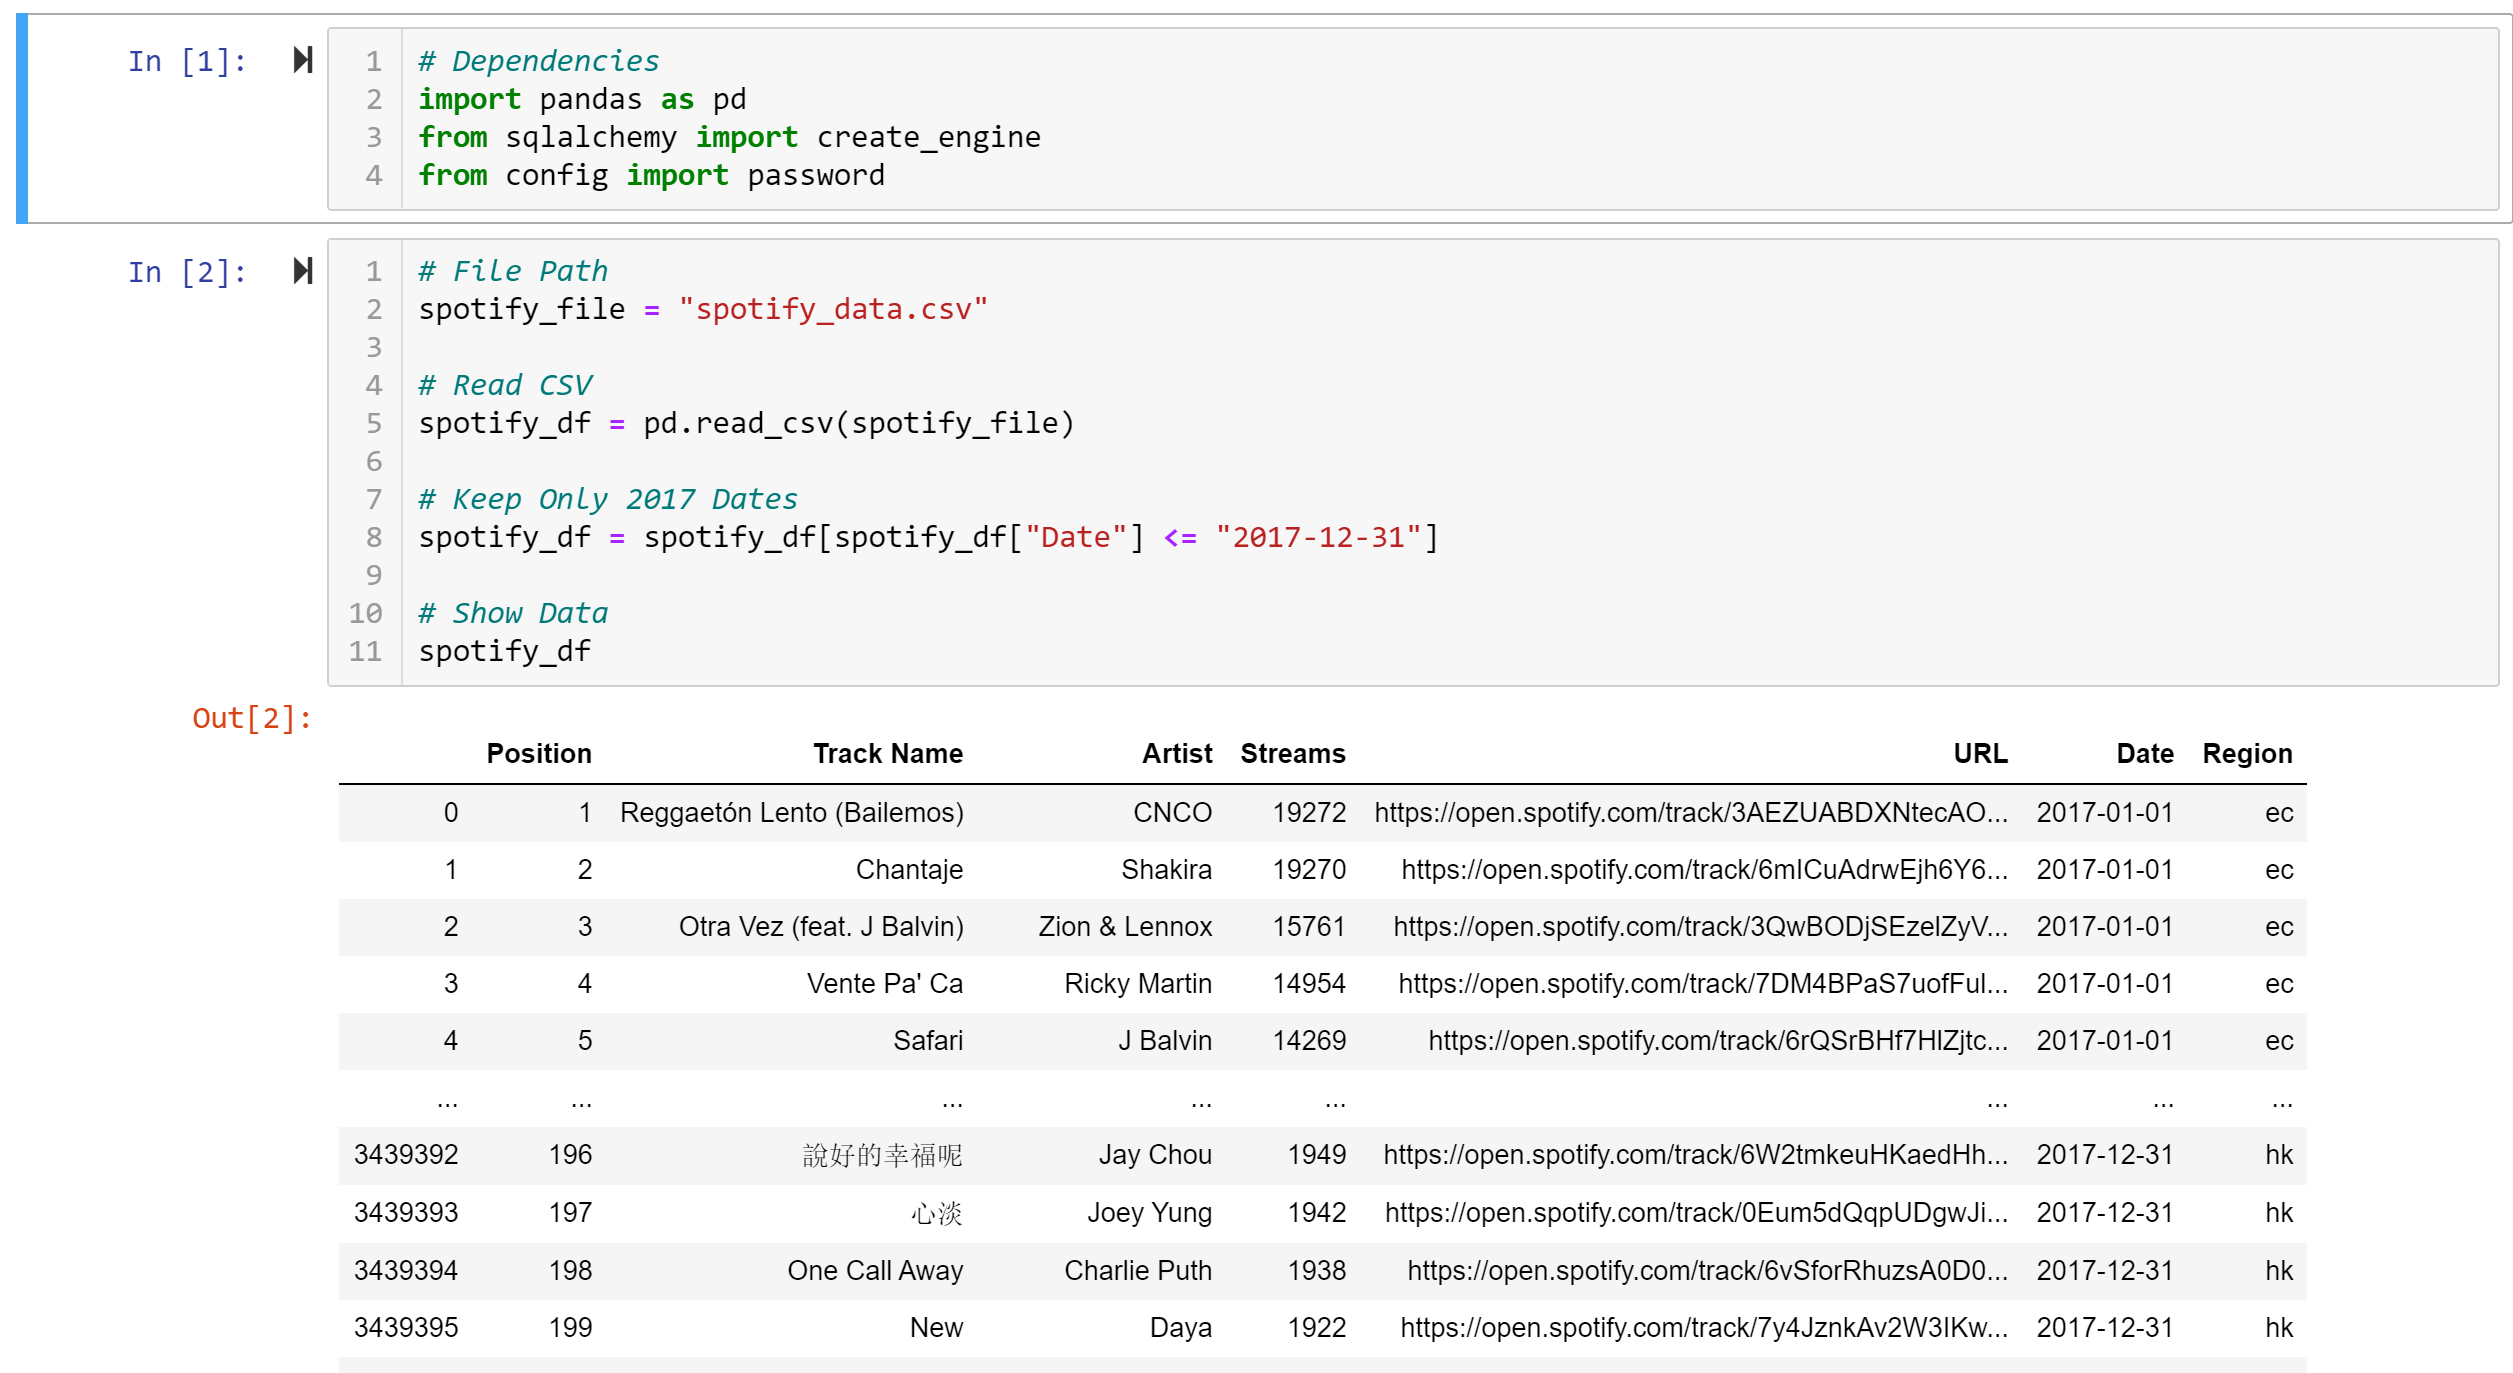 In [1]:
1 # Dependencies
2 import pandas as pd
3 from sqlalchemy import create_engine
4 from config import password
In [2]:
1 # File Path
2 spotify_file = "spotify_data.csv"
3
4 # Read CSV
5 spotify_df = pd.read_csv(spotify_file)
6
7 # Keep Only 2017 Dates
8 spotify_df = spotify_df[spotify_df["Date"] <= "2017-12-31"]
9
10 # Show Data
11 spotify_df
Out[2]:
Position Track Name Artist Streams URL Date Region
0 1 Reggaetón Lento (Bailemos) CNCO 19272 https://open.spotify.com/track/3AEZUABDXNtecAO... 2017-01-01 ec
1 2 Chantaje Shakira 19270 https://open.spotify.com/track/6mICuAdrwEjh6Y6... 2017-01-01 ec
2 3 Otra Vez (feat. J Balvin) Zion & Lennox 15761 https://open.spotify.com/track/3QwBODjSEzelZyV... 2017-01-01 ec
3 4 Vente Pa' Ca Ricky Martin 14954 https://open.spotify.com/track/7DM4BPaS7uofFul... 2017-01-01 ec
4 5 Safari J Balvin 14269 https://open.spotify.com/track/6rQSrBHf7HlZjtc... 2017-01-01 ec
... ... ... ... ... ... ... ...
3439392 196 說好的幸福呢 Jay Chou 1949 https://open.spotify.com/track/6W2tmkeuHKaedHh... 2017-12-31 hk
3439393 197 心淡 Joey Yung 1942 https://open.spotify.com/track/0Eum5dQqpUDgwJi... 2017-12-31 hk
3439394 198 One Call Away Charlie Puth 1938 https://open.spotify.com/track/6vSforRhuzsA0D0... 2017-12-31 hk
3439395 199 New Daya 1922 https://open.spotify.com/track/7y4JznkAv2W3IKw... 2017-12-31 hk